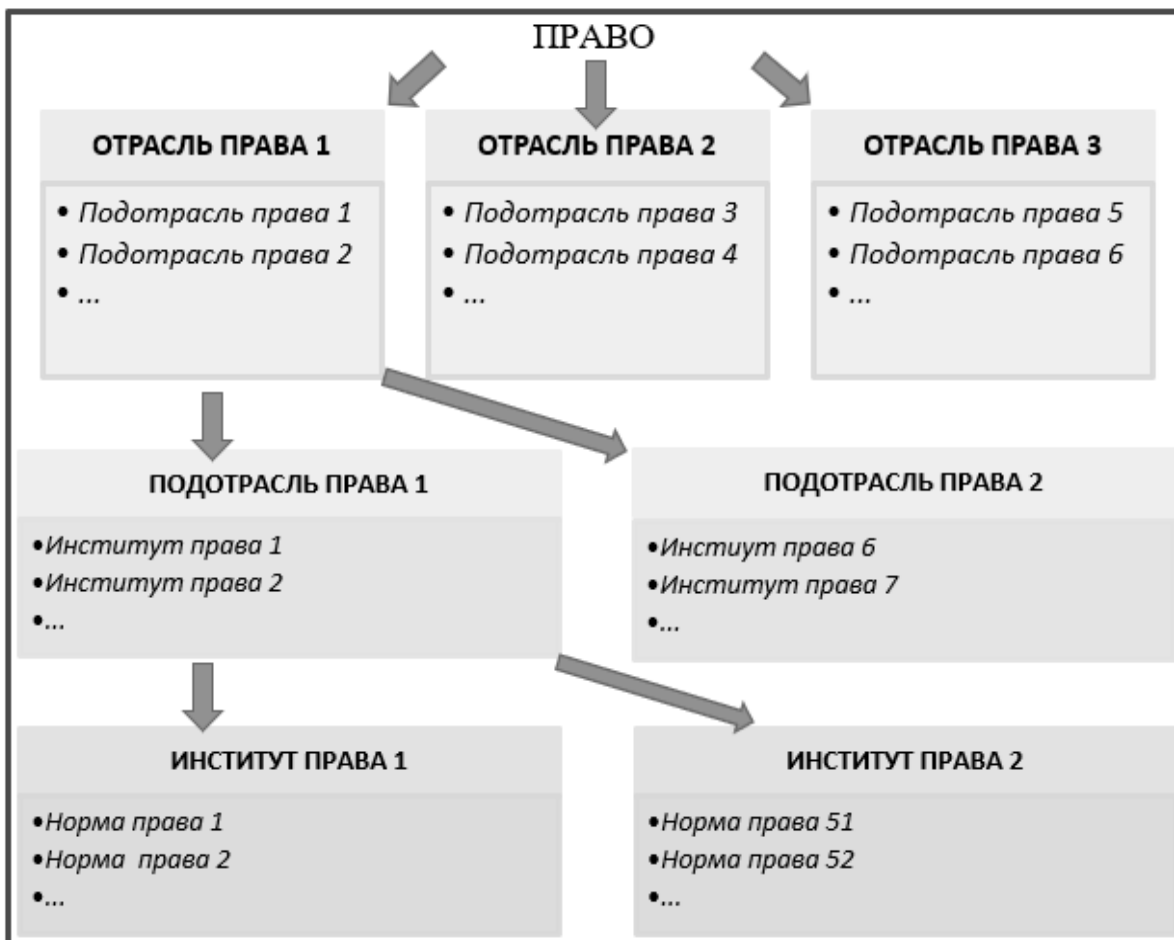 ПРАВО
ОТРАСЛЬ ПРАВА 1
• Подотрасль права 1
• Подотрасль права 2
• ...
ОТРАСЛЬ ПРАВА 2
• Подотрасль права 3
• Подотрасль права 4
• ...
ОТРАСЛЬ ПРАВА 3
• Подотрасль права 5
• Подотрасль права 6
• ...
ПОДОТРАСЛЬ ПРАВА 1
•Институт права 1
•Институт права 2
•...
ПОДОТРАСЛЬ ПРАВА 2
•Инстиут права 6
•Институт права 7
•...
ИНСТИТУТ ПРАВА 1
•Норма права 1
•Норма права 2
•...
ИНСТИТУТ ПРАВА 2
•Норма права 51
•Норма права 52
•...